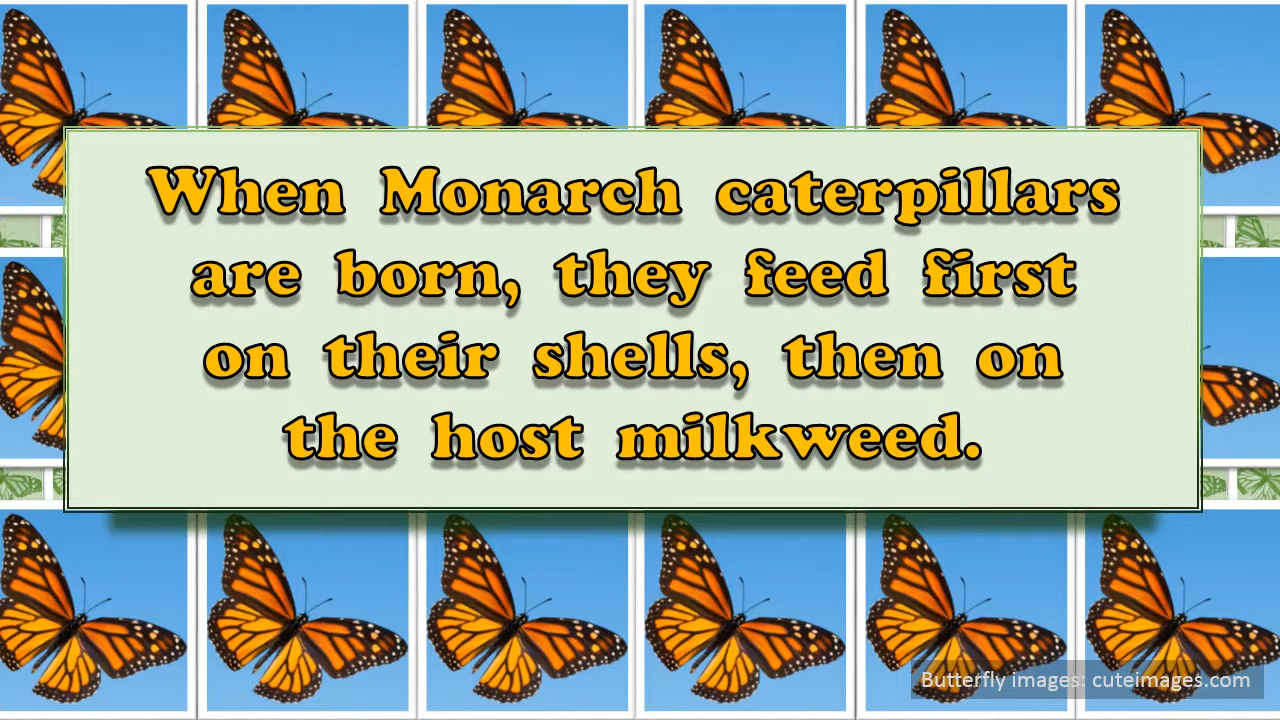 When Monarch caterpillars
are born, they feed first
on their shells, then on
the host milkweed.
Butterfly images: cuteimages.com